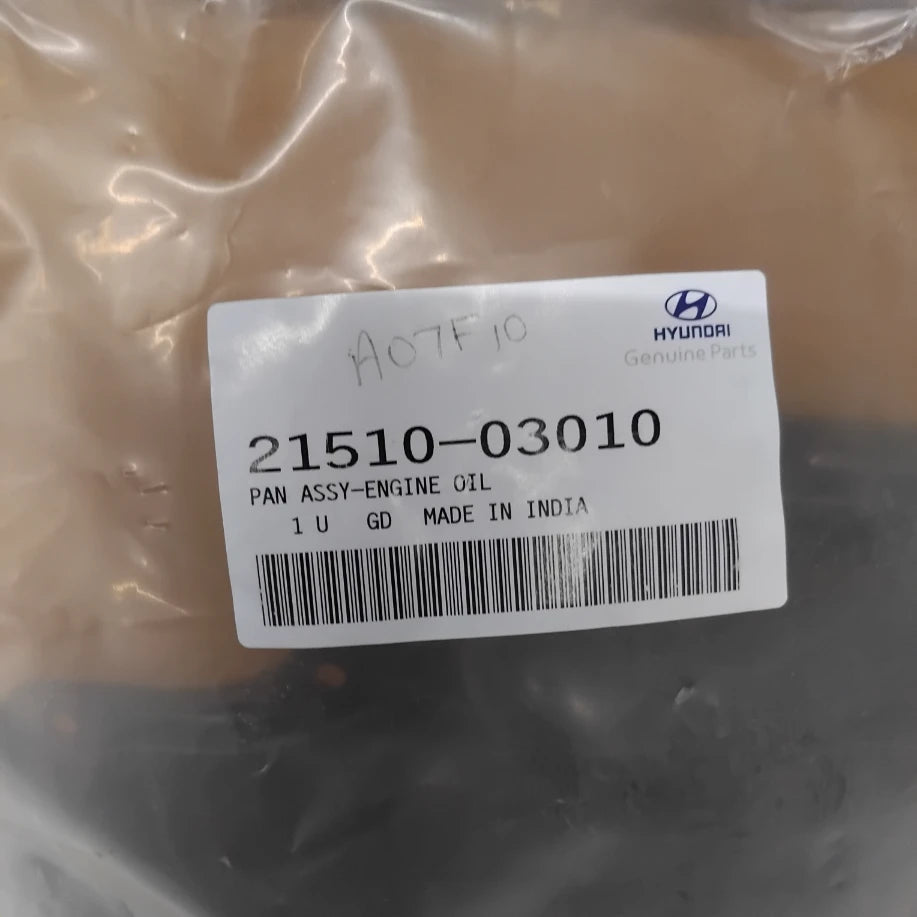 HYUNDAI
Genuine Parts
A07F10
21510-03010
PAN ASSY-ENGINE OIL
1 U GD MADE IN INDIA